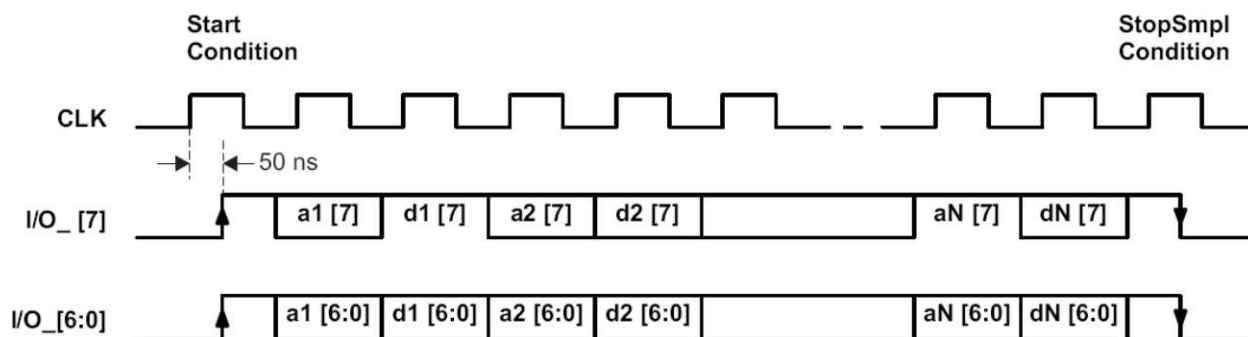 Start
Condition
StopSmpl
Condition
CLK
50 ns
I/O_ [7]
a1 [7] d1 [7] a2 [7] d2 [7] aN [7] dN [7]
I/O_[6:0]
a1 [6:0] d1 [6:0] a2 [6:0] d2 [6:0] aN [6:0] dN [6:0]